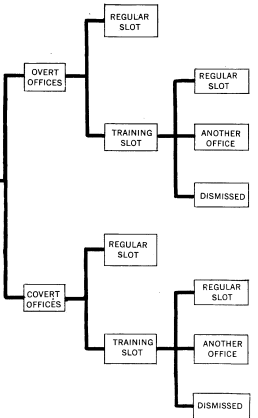 REGULAR
SLOT
OVERT
OFFICES
REGULAR
SLOT
TRAINING
SLOT
ANOTHER
OFFICE
DISMISSED
REGULAR
SLOT
COVERT
OFFICES
REGULAR
SLOT
TRAINING
SLOT
ANOTHER
OFFICE
DISMISSED